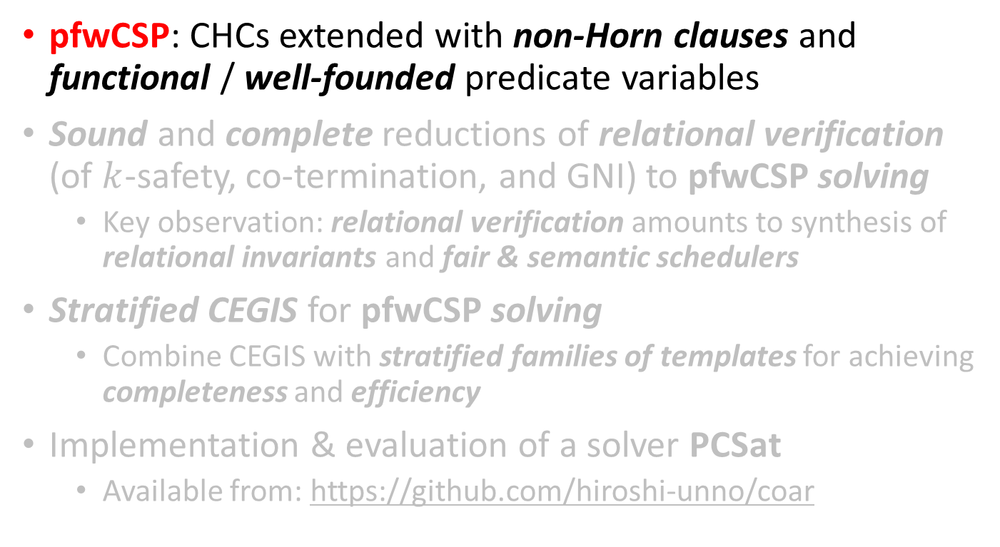 • pfwCSP: CHCs extended with non-Horn clauses and
functional / well-founded predicate variables
• Sound and complete reductions of relational verification
(of k-safety, co-termination, and GNI) to pfwCSP solving
• Key observation: relational verification amounts to synthesis of
relational invariants and fair & semantic schedulers
• Stratified CEGIS for pfwCSP solving
• Combine CEGIS with stratified families of templates for achieving
completeness and efficiency
• Implementation & evaluation of a solver PCSat
• Available from: https://github.com/hiroshi-unno/coar